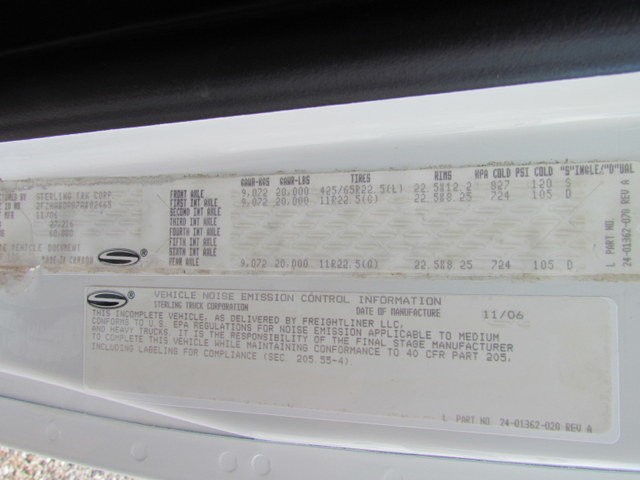 GAWR-KGS GAWR-LBS TIRES RIMS KPA COLD PSI COLD "S"INGLE/"D"UAL
STERLING TRK CORP
FRONT AXLE 9,072 20,000 425/65R22.5(L) 22.5X12.2 827 120 S
FIRST INT AXLE 9,072 20,000 11R22.5(G) 22.5X8.25 724 105 D
11/06
SECOND INT AXLE
27,216
THIRD INT AXLE
60,000
FOURTH INT AXLE
FIFTH INT AXLE
VEHICLE DOCUMENT
SIXTH INT AXLE
MADE IN CANADA
REAR AXLE 9,072 20,000 11R22.5(G) 22.5X8.25 724 105 D
L PART NO. 24-01362-020 REV A
VEHICLE NOISE EMISSION CONTROL INFORMATION
STERLING TRUCK CORPORATION DATE OF MANUFACTURE 11/06
THIS INCOMPLETE VEHICLE, AS DELIVERED BY FREIGHTLINER LLC,
CONFORMS TO U.S. EPA REGULATIONS FOR NOISE EMISSION APPLICABLE TO MEDIUM
AND HEAVY TRUCKS. IT IS THE RESPONSIBILITY OF THE FINAL STAGE MANUFACTURER
TO COMPLETE THIS VEHICLE WHILE MAINTAINING CONFORMANCE TO 40 CFR PART 205,
INCLUDING LABELING FOR COMPLIANCE (SEC. 205.55-4).
L PART NO. 24-01362-020 REV A